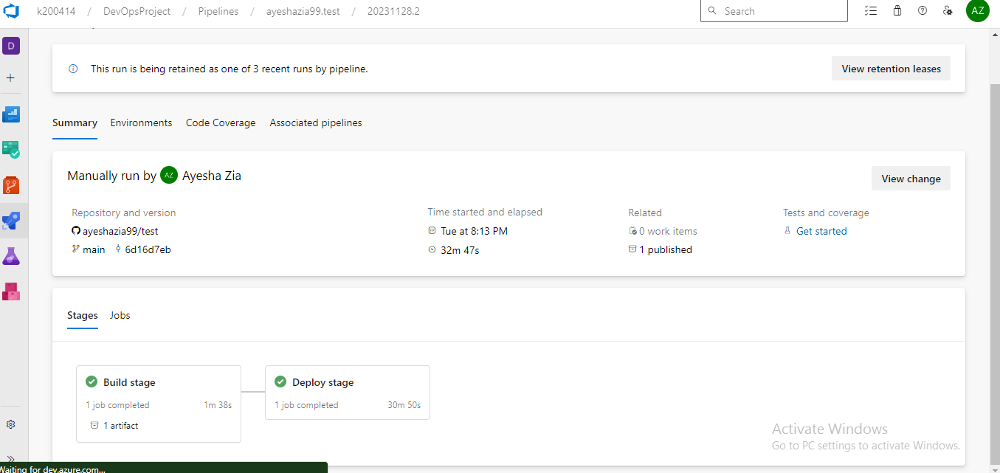 k200414 / DevOpsProject / Pipelines / ayeshazia99.test / 20231128.2
Search
AZ
D
This run is being retained as one of 3 recent runs by pipeline.
View retention leases
Summary Environments Code Coverage Associated pipelines
Manually run by AZ Ayesha Zia
View change
Repository and version
ayeshazia99/test
main 6d16d7eb
Time started and elapsed
Tue at 8:13 PM
32m 47s
Related
0 work items
1 published
Tests and coverage
Get started
Stages Jobs
Build stage
1 job completed 1m 38s
1 artifact
Deploy stage
1 job completed 30m 50s
Activate Windows
Go to PC settings to activate Windows.
Waiting for dev.azure.com...